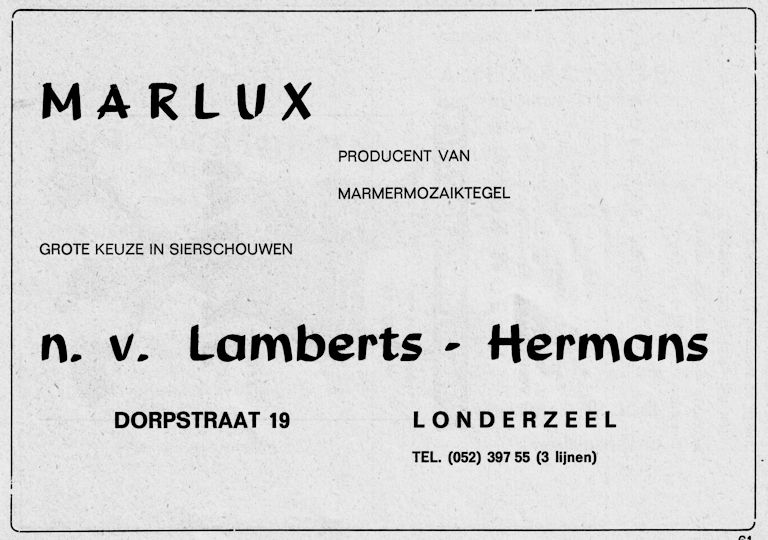 MARLUX
PRODUCENT VAN
MARMERMOZAIKTEGEL
GROTE KEUZE IN SIERSCHOUWEN
n. v. Lamberts - Hermans
DORPSTRAAT 19 LONDERZEEL
TEL. (052) 397 55 (3 lijnen)